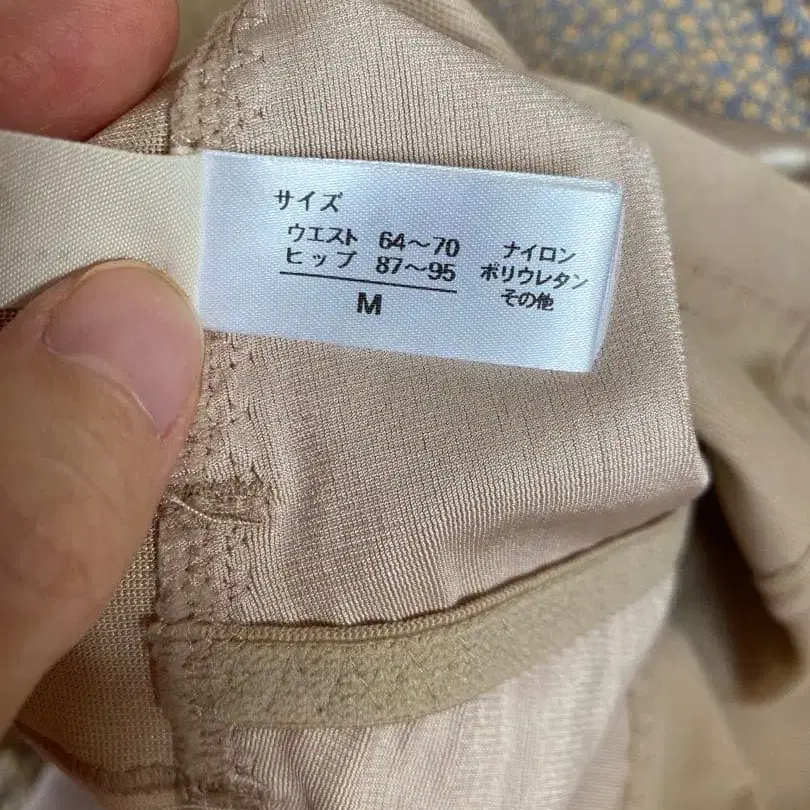 サイズ
ウエスト 64〜70
ヒップ 87〜95
M
ナイロン
ポリウレタン
その他